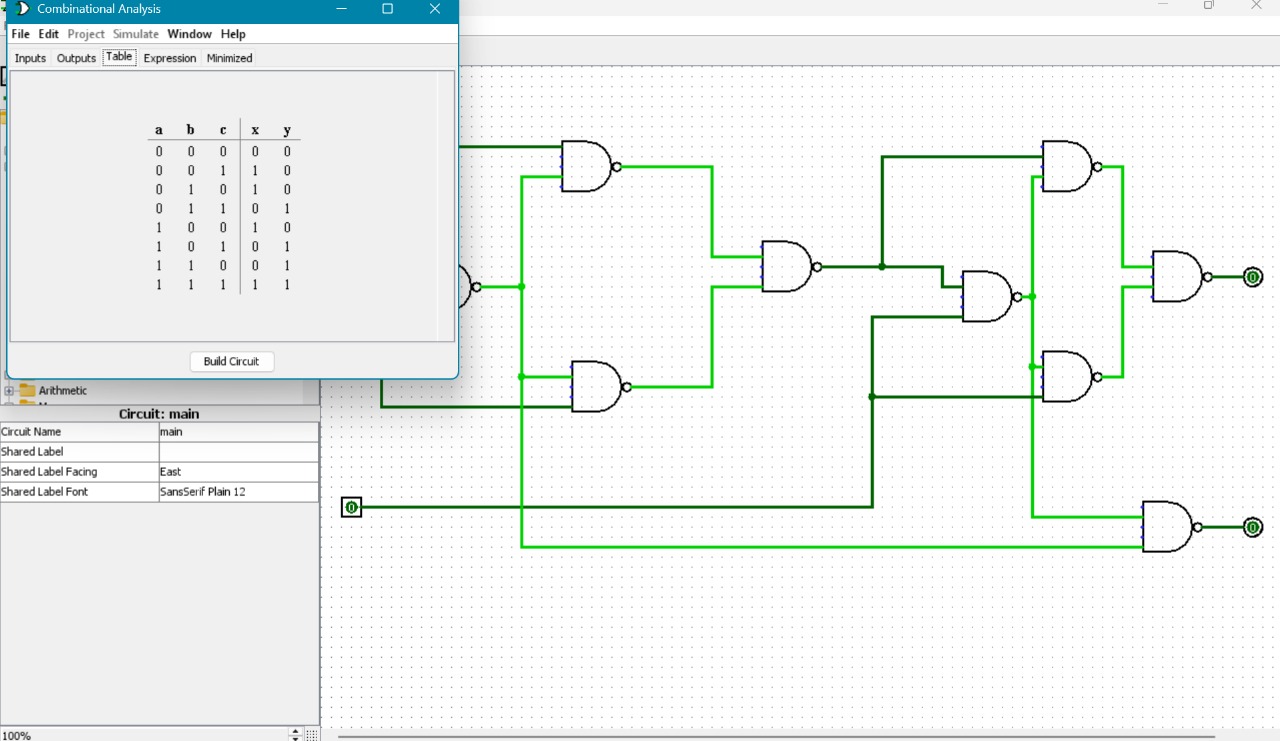 Combinational Analysis
File Edit Project Simulate Window Help
Inputs Outputs Table Expression Minimized
a b c x y
0 0 0 0 0
0 0 1 1 0
0 1 0 1 0
0 1 1 0 1
1 0 0 1 0
1 0 1 0 1
1 1 0 0 1
1 1 1 1 1
Build Circuit
Arithmetic
Circuit: main
Circuit Name main
Shared Label
Shared Label Facing East
Shared Label Font SansSerif Plain 12
100%
0
0
0